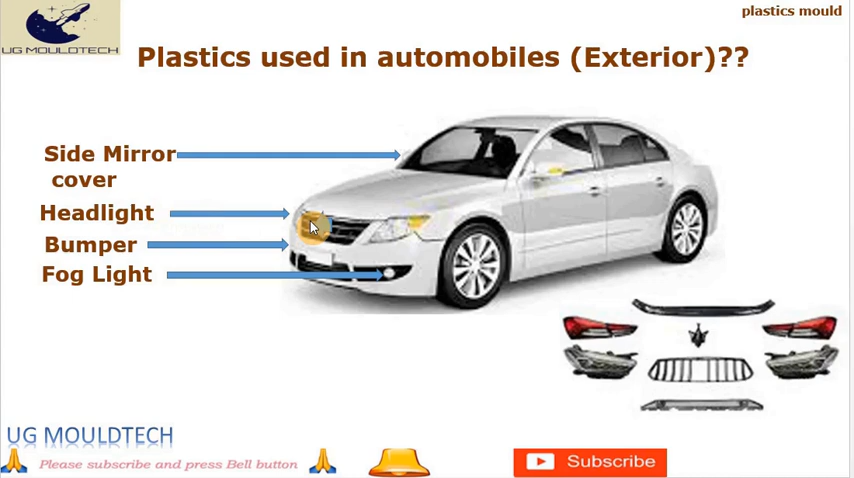 plastics mould
UG MOULDTECH
Plastics used in automobiles (Exterior)??
Side Mirror
cover
Headlight
Bumper
Fog Light
UG MOULDTECH
Please subscribe and press Bell button
Subscribe